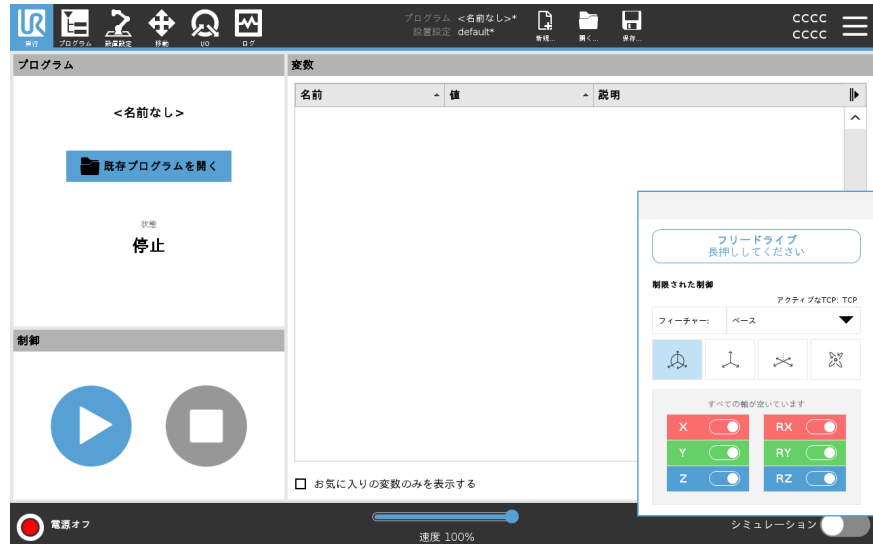 UR
実行
プログラム
設置設定
移動
I/O
ログ
プログラム <名前なし>*
設置設定 default*
新規...
開く...
保存...
CCCC
CCCC
プログラム
<名前なし>
既存プログラムを開く
状態
停止
制御
変数
名前
値
説明
お気に入りの変数のみを表示する
フリードライブ
長押ししてください
制限された制御
アクティブなTCP: TCP
フィーチャー: ベース
すべての軸が空いています
X RX
Y RY
Z RZ
電源オフ
速度 100%
シミュレーション